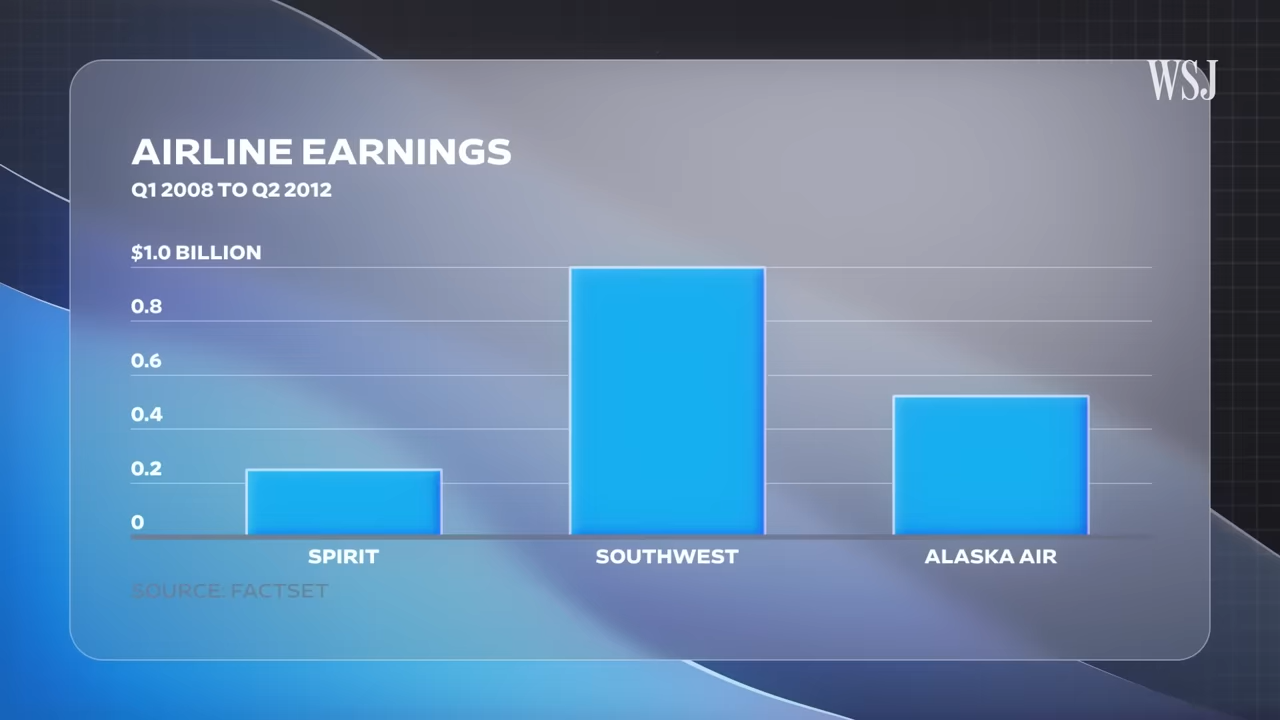 WSJ
AIRLINE EARNINGS
Q1 2008 TO Q2 2012
$1.0 BILLION
0.8
0.6
0.4
0.2
0
SPIRIT
SOUTHWEST
ALASKA AIR
SOURCE: FACTSET